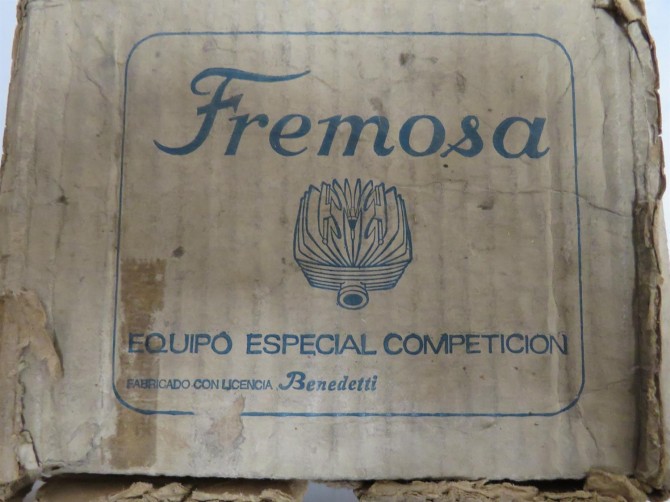 Fremosa
EQUIPO ESPECIAL COMPETICION
FABRICADO CON LICENCIA Benedetti